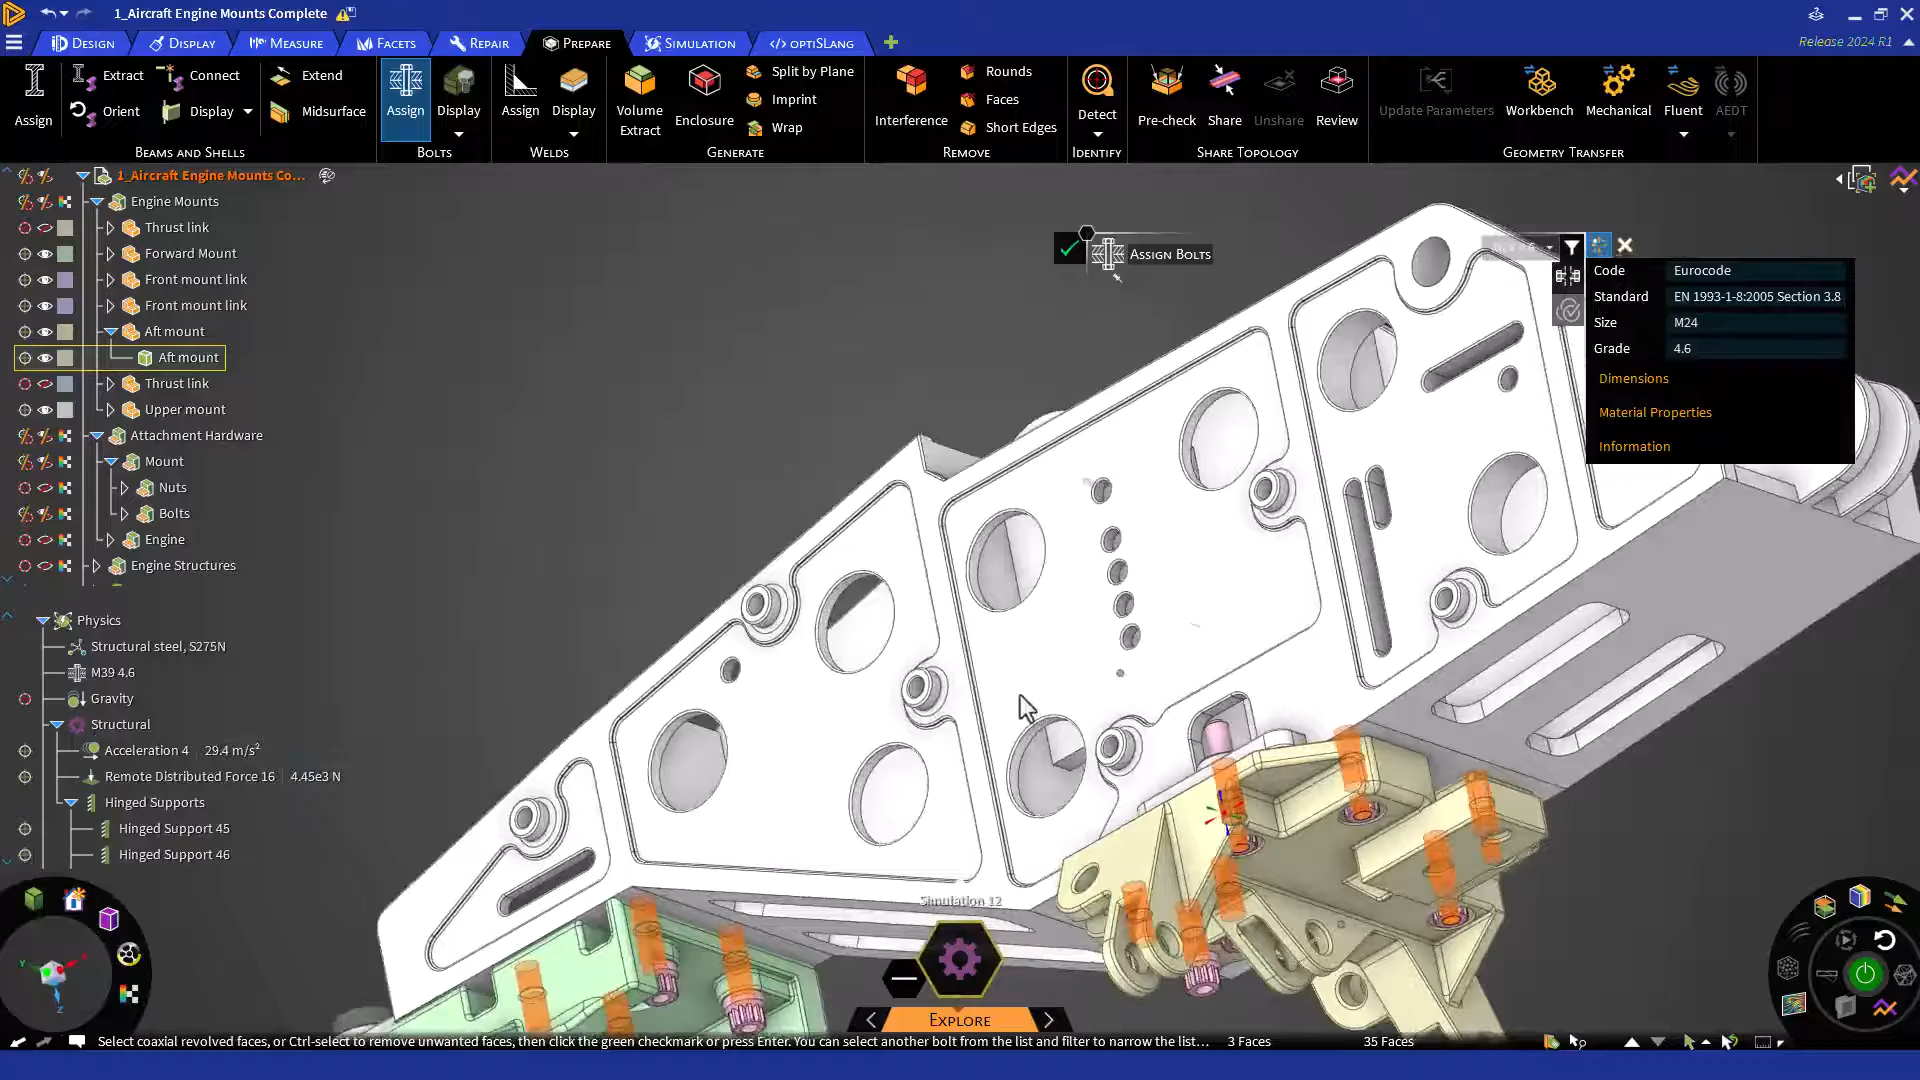 1_Aircraft Engine Mounts Complete
DESIGN
DISPLAY
MEASURE
FACETS
REPAIR
PREPARE
SIMULATION
OPTISLANG
Release 2024 R1
Assign
Extract
Connect
Orient
Display
Extend
Midsurface
BEAMS AND SHELLS
Assign
Display
BOLTS
Assign
Display
WELDS
Volume
Extract
Enclosure
Split by Plane
Imprint
Wrap
GENERATE
Interference
Rounds
Faces
Short Edges
REMOVE
Detect
IDENTIFY
Pre-check
Share
Unshare
Review
SHARE TOPOLOGY
Update Parameters
Workbench
Mechanical
Fluent
AEDT
GEOMETRY TRANSFER
1_Aircraft Engine Mounts Co...
Engine Mounts
Thrust link
Forward Mount
Front mount link
Front mount link
Aft mount
Aft mount
Thrust link
Upper mount
Attachment Hardware
Mount
Nuts
Bolts
Engine
Engine Structures
Physics
Structural steel, S275N
M39 4.6
Gravity
Structural
Acceleration 4 29.4 m/s²
Remote Distributed Force 16 4.45e3 N
Hinged Supports
Hinged Support 45
Hinged Support 46
ASSIGN BOLTS
Code Eurocode
Standard EN 1993-1-8:2005 Section 3.8
Size M24
Grade 4.6
Dimensions
Material Properties
Information
Simulation 12
EXPLORE
Y
X
Z
Select coaxial revolved faces, or Ctrl-select to remove unwanted faces, then click the green checkmark or press Enter. You can select another bolt from the list and filter to narrow the list...
3 Faces
35 Faces